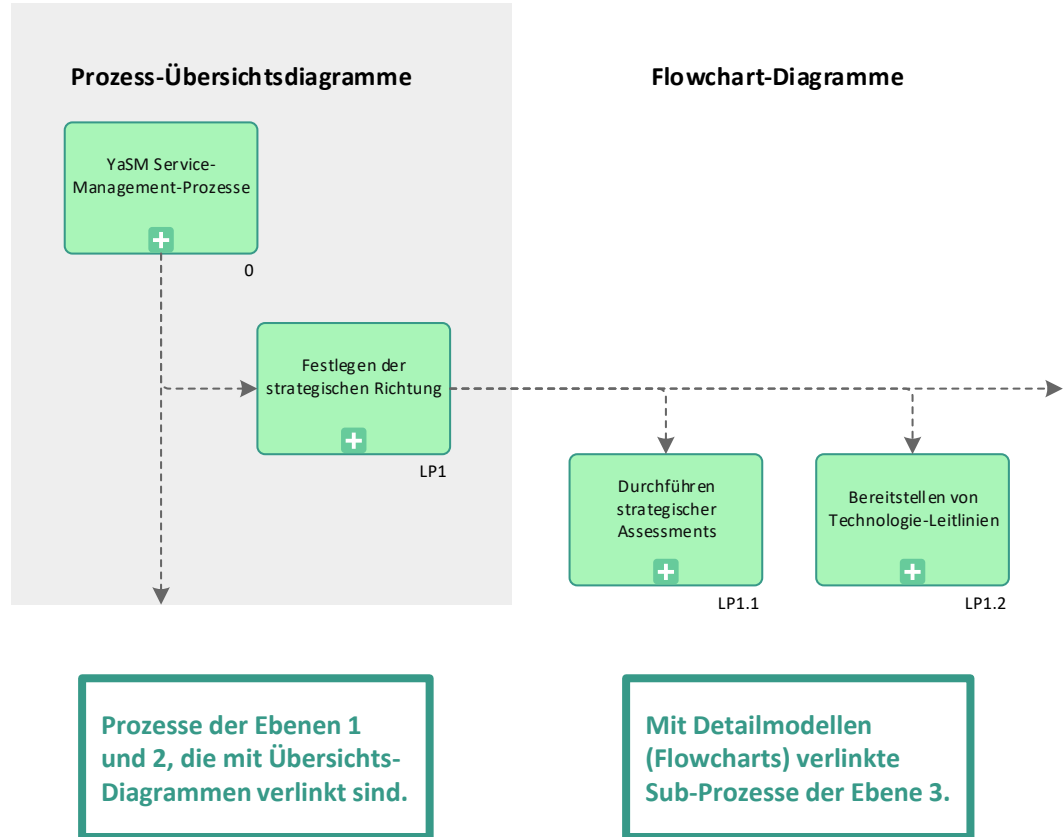 Prozess-Übersichtsdiagramme
Flowchart-Diagramme
YaSM Service-
Management-Prozesse
0
Festlegen der
strategischen Richtung
LP1
Durchführen
strategischer
Assessments
LP1.1
Bereitstellen von
Technologie-Leitlinien
LP1.2
Prozesse der Ebenen 1
und 2, die mit Übersichts-
Diagrammen verlinkt sind.
Mit Detailmodellen
(Flowcharts) verlinkte
Sub-Prozesse der Ebene 3.